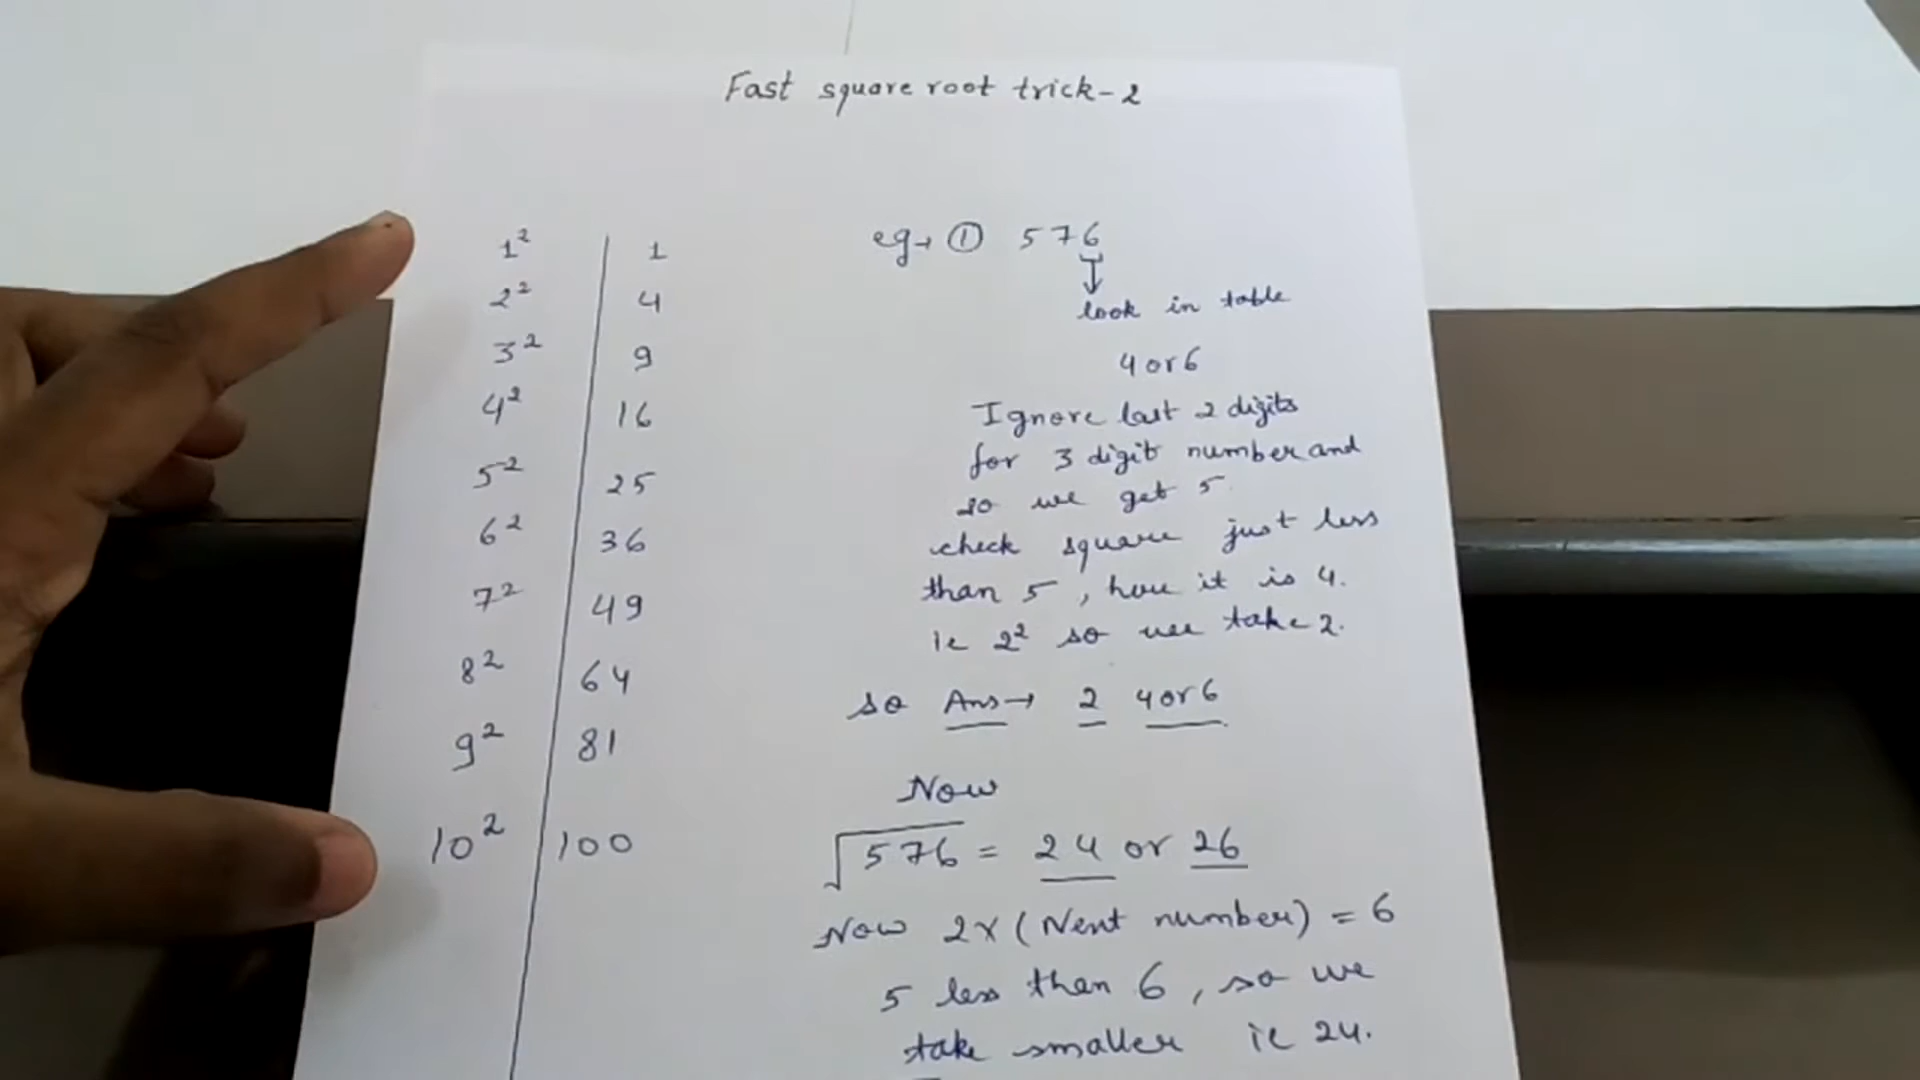 Fast square root trick-2
1² | 1
2² | 4
3² | 9
4² | 16
5² | 25
6² | 36
7² | 49
8² | 64
9² | 81
10² | 100
eg→ ① 576
look in table
4 or 6
Ignore last 2 digits
for 3 digit number and
so we get 5.
check square just less
than 5, here it is 4.
ie 2² so we take 2.
so Ans→ 2 4 or 6
Now
√576 = 24 or 26
Now 2x (Next number) = 6
5 less than 6, so we
take smaller ie 24.